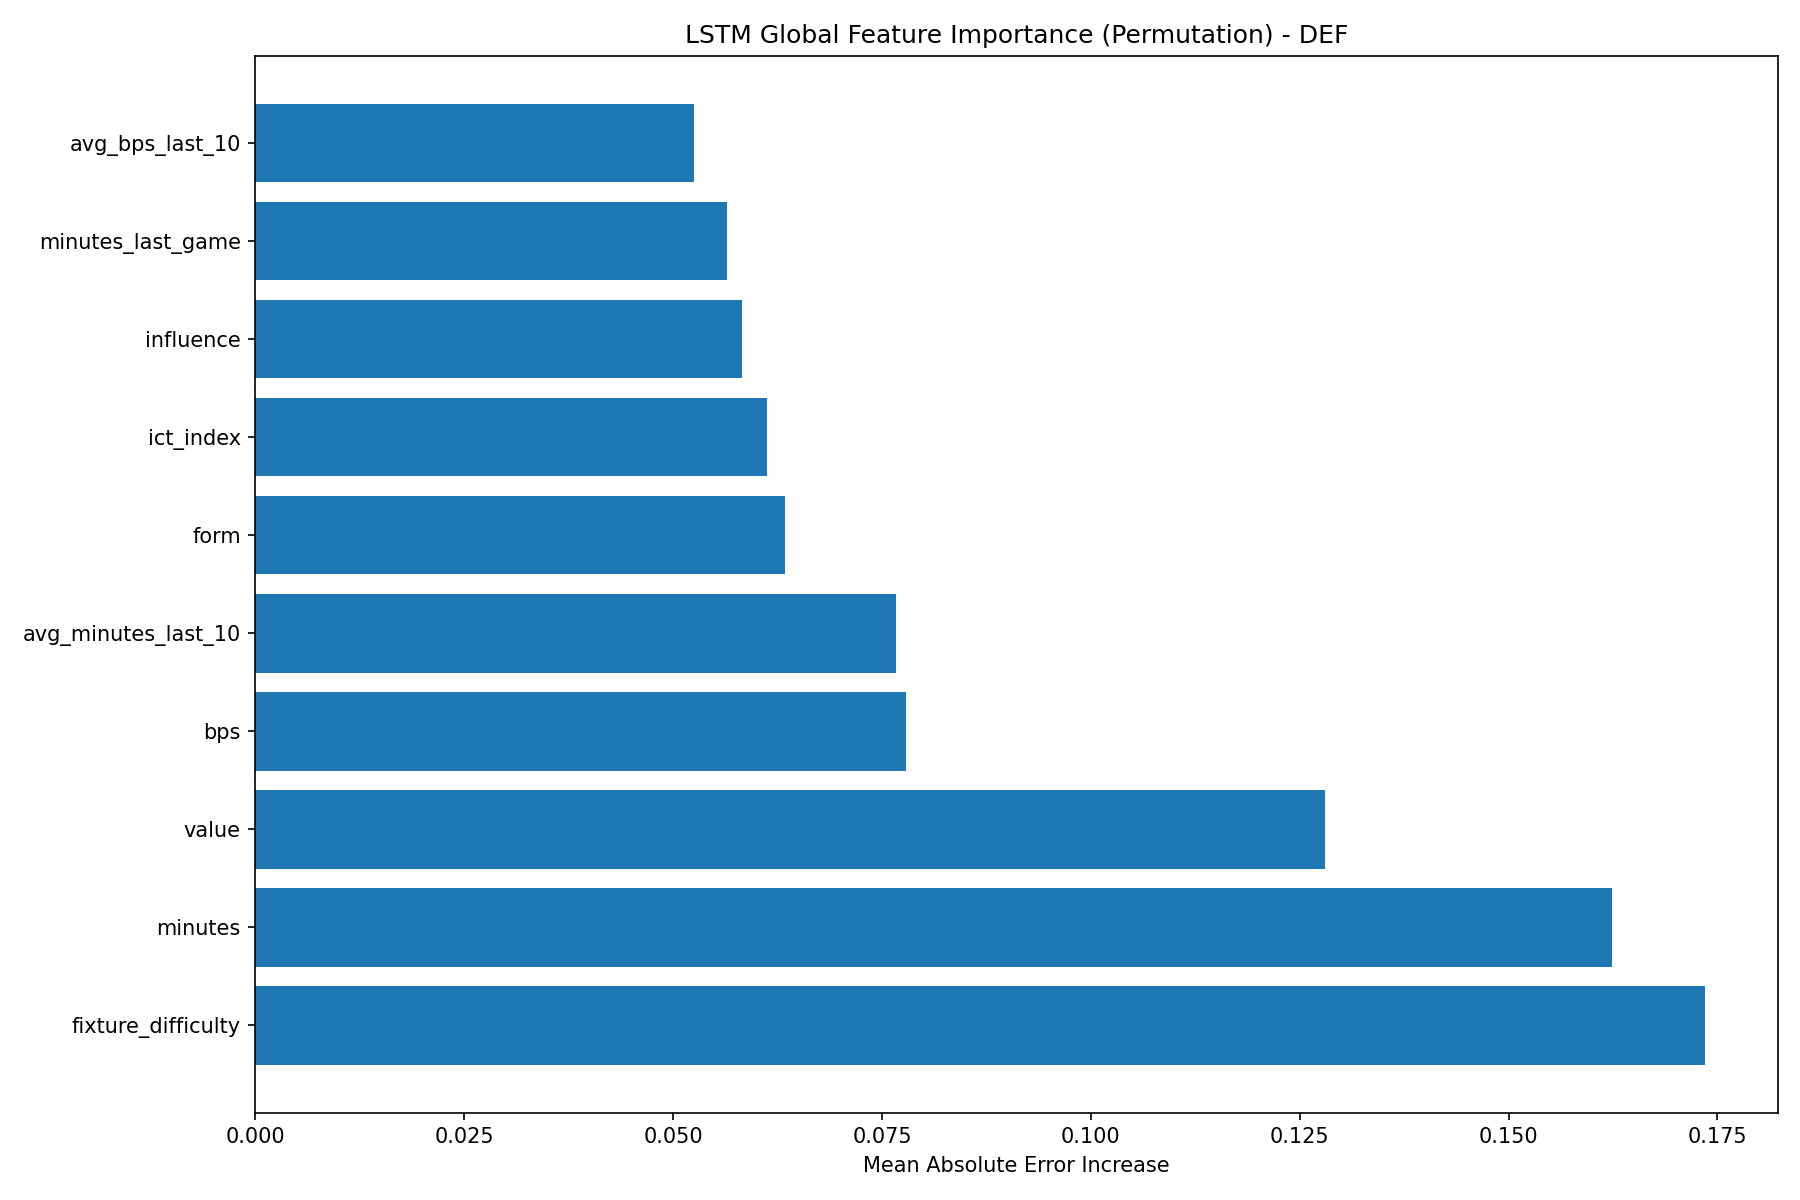 LSTM Global Feature Importance (Permutation) - DEF
avg_bps_last_10
minutes_last_game
influence
ict_index
form
avg_minutes_last_10
bps
value
minutes
fixture_difficulty
0.000 0.025 0.050 0.075 0.100 0.125 0.150 0.175
Mean Absolute Error Increase